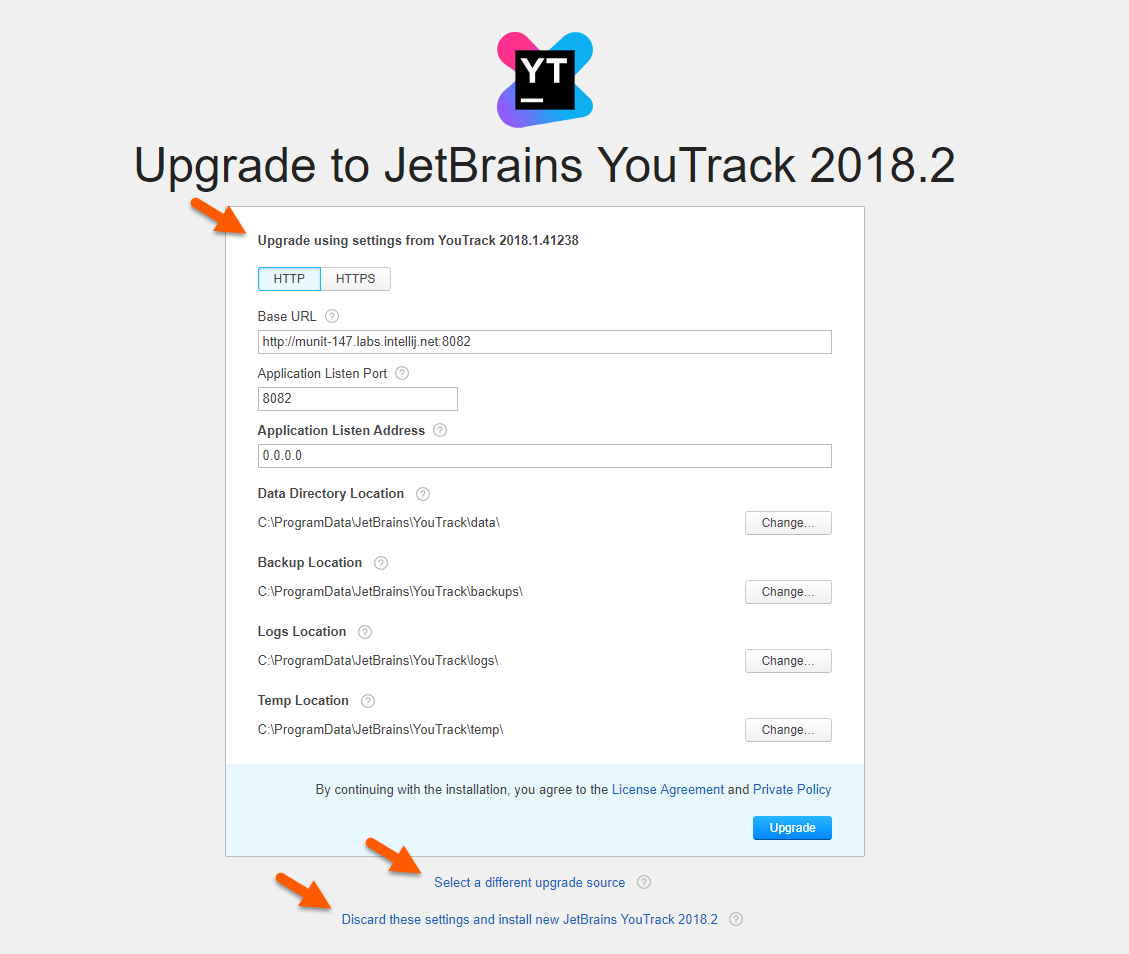 YT
Upgrade to JetBrains YouTrack 2018.2
Upgrade using settings from YouTrack 2018.1.41238
HTTP HTTPS
Base URL ?
http://munit-147.labs.intellij.net:8082
Application Listen Port ?
8082
Application Listen Address ?
0.0.0.0
Data Directory Location ?
C:\ProgramData\JetBrains\YouTrack\data\ Change...
Backup Location ?
C:\ProgramData\JetBrains\YouTrack\backups\ Change...
Logs Location ?
C:\ProgramData\JetBrains\YouTrack\logs\ Change...
Temp Location ?
C:\ProgramData\JetBrains\YouTrack\temp\ Change...
By continuing with the installation, you agree to the License Agreement and Private Policy
Upgrade
Select a different upgrade source ?
Discard these settings and install new JetBrains YouTrack 2018.2 ?